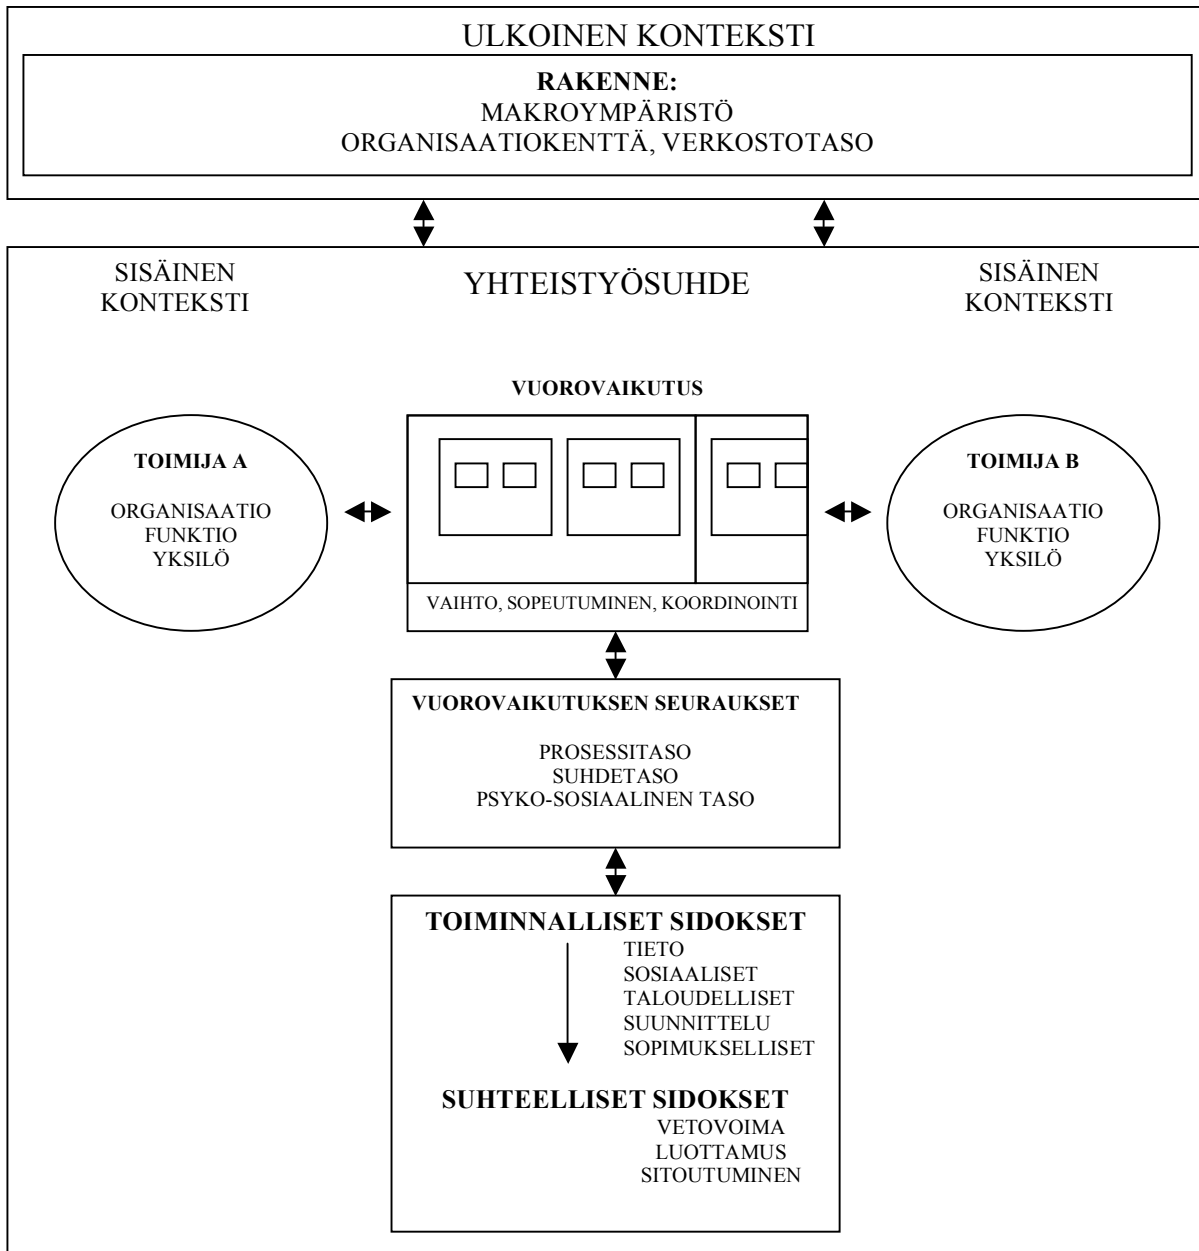 ULKOINEN KONTEKSTI
RAKENNE:
MAKROYMPÄRISTÖ
ORGANISAATIOKENTTÄ, VERKOSTOTASO
SISÄINEN
KONTEKSTI
YHTEISTYÖSUHDE
SISÄINEN
KONTEKSTI
VUOROVAIKUTUS
TOIMIJA A
ORGANISAATIO
FUNKTIO
YKSILÖ
TOIMIJA B
ORGANISAATIO
FUNKTIO
YKSILÖ
VAIHTO, SOPEUTUMINEN, KOORDINOINTI
VUOROVAIKUTUKSEN SEURAUKSET
PROSESSITASO
SUHDETASO
PSYKO-SOSIAALINEN TASO
TOIMINNALLISET SIDOKSET
TIETO
SOSIAALISET
TALOUDELLISET
SUUNNITTELU
SOPIMUKSELLISET
SUHTEELLISET SIDOKSET
VETOVOIMA
LUOTTAMUS
SITOUTUMINEN